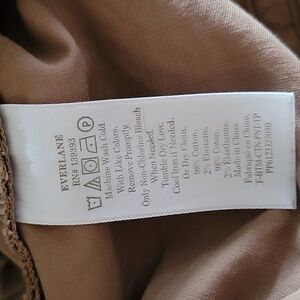 EVERLANE
RN# 139393
P
Machine Wash Cold
With Like Colors.
Remove Promptly.
Only Non-Chlorine Bleach
When Needed
Tumble Dry Low.
Cool Iron if Needed.
Or Dry Clean.
98% Cotton,
2% Elastane.
98% Coton,
2% Élastane.
Made in China.
Fabriqué en Chine.